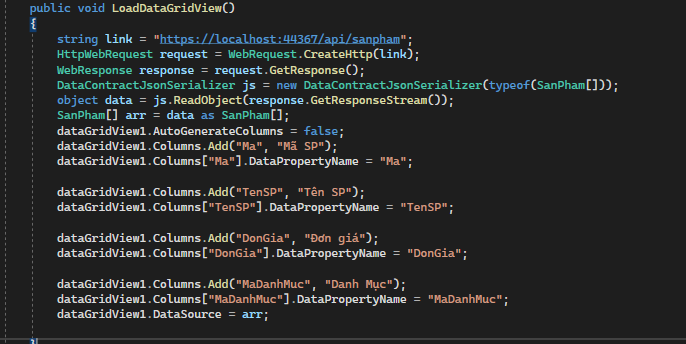 public void LoadDataGridView()
{
string link = "https://localhost:44367/api/sanpham";
HttpWebRequest request = WebRequest.CreateHttp(link);
WebResponse response = request.GetResponse();
DataContractJsonSerializer js = new DataContractJsonSerializer(typeof(SanPham[]));
object data = js.ReadObject(response.GetResponseStream());
SanPham[] arr = data as SanPham[];
dataGridView1.AutoGenerateColumns = false;
dataGridView1.Columns.Add("Ma", "Mã SP");
dataGridView1.Columns["Ma"].DataPropertyName = "Ma";
dataGridView1.Columns.Add("TenSP", "Tên SP");
dataGridView1.Columns["TenSP"].DataPropertyName = "TenSP";
dataGridView1.Columns.Add("DonGia", "Đơn giá");
dataGridView1.Columns["DonGia"].DataPropertyName = "DonGia";
dataGridView1.Columns.Add("MaDanhMuc", "Danh Mục");
dataGridView1.Columns["MaDanhMuc"].DataPropertyName = "MaDanhMuc";
dataGridView1.DataSource = arr;
}